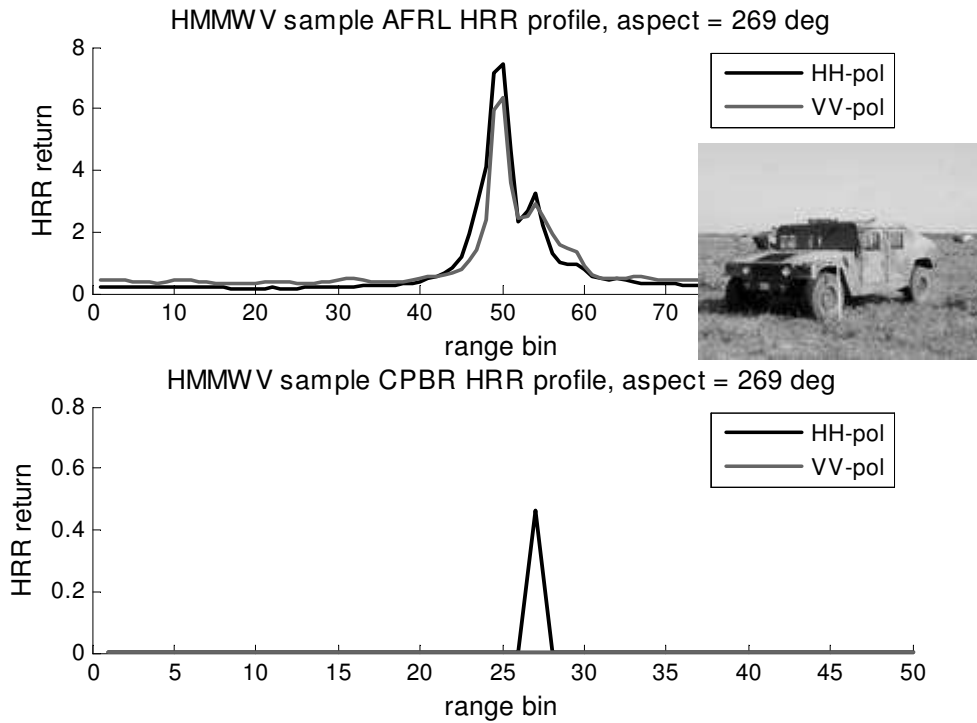 HMMWV sample AFRL HRR profile, aspect = 269 deg
8
6
4
2
0
HRR return
HH-pol
VV-pol
0 10 20 30 40 50 60 70
range bin
HMMWV sample CPBR HRR profile, aspect = 269 deg
0.8
0.6
0.4
0.2
0
HRR return
HH-pol
VV-pol
0 5 10 15 20 25 30 35 40 45 50
range bin